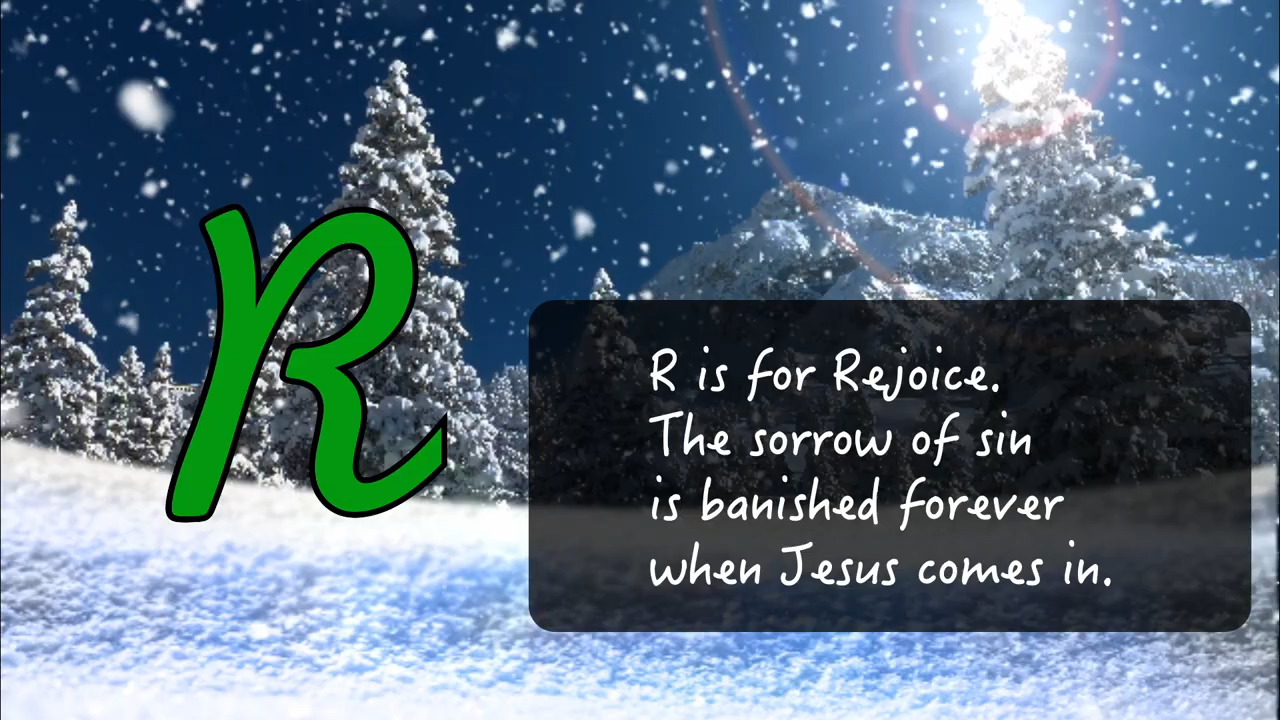 R
R is for Rejoice.
The sorrow of sin
is banished forever
when Jesus comes in.